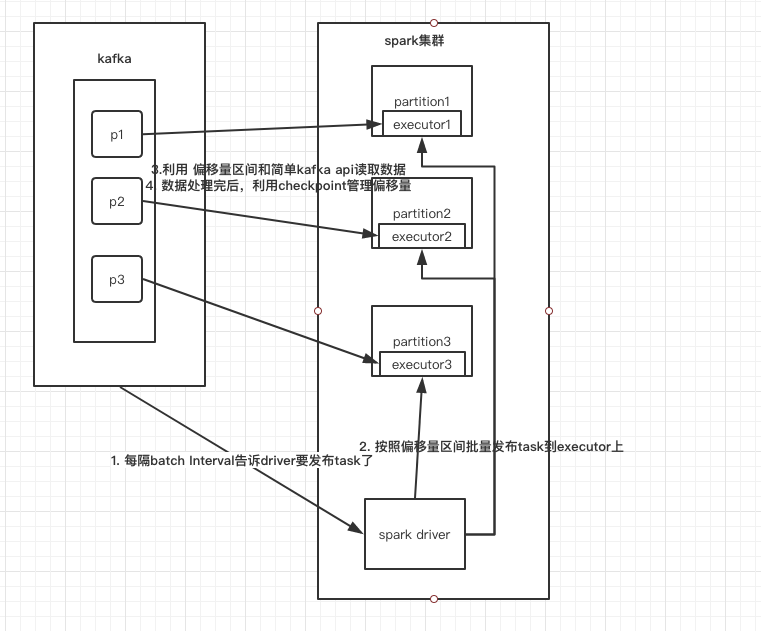 kafka
p1
p2
p3
spark集群
partition1
executor1
3.利用 偏移量区间和简单kafka api读取数据
4. 数据处理完后，利用checkpoint管理偏移量
partition2
executor2
partition3
executor3
2. 按照偏移量区间批量发布task到executor上
1. 每隔batch Interval告诉driver要发布task了
spark driver